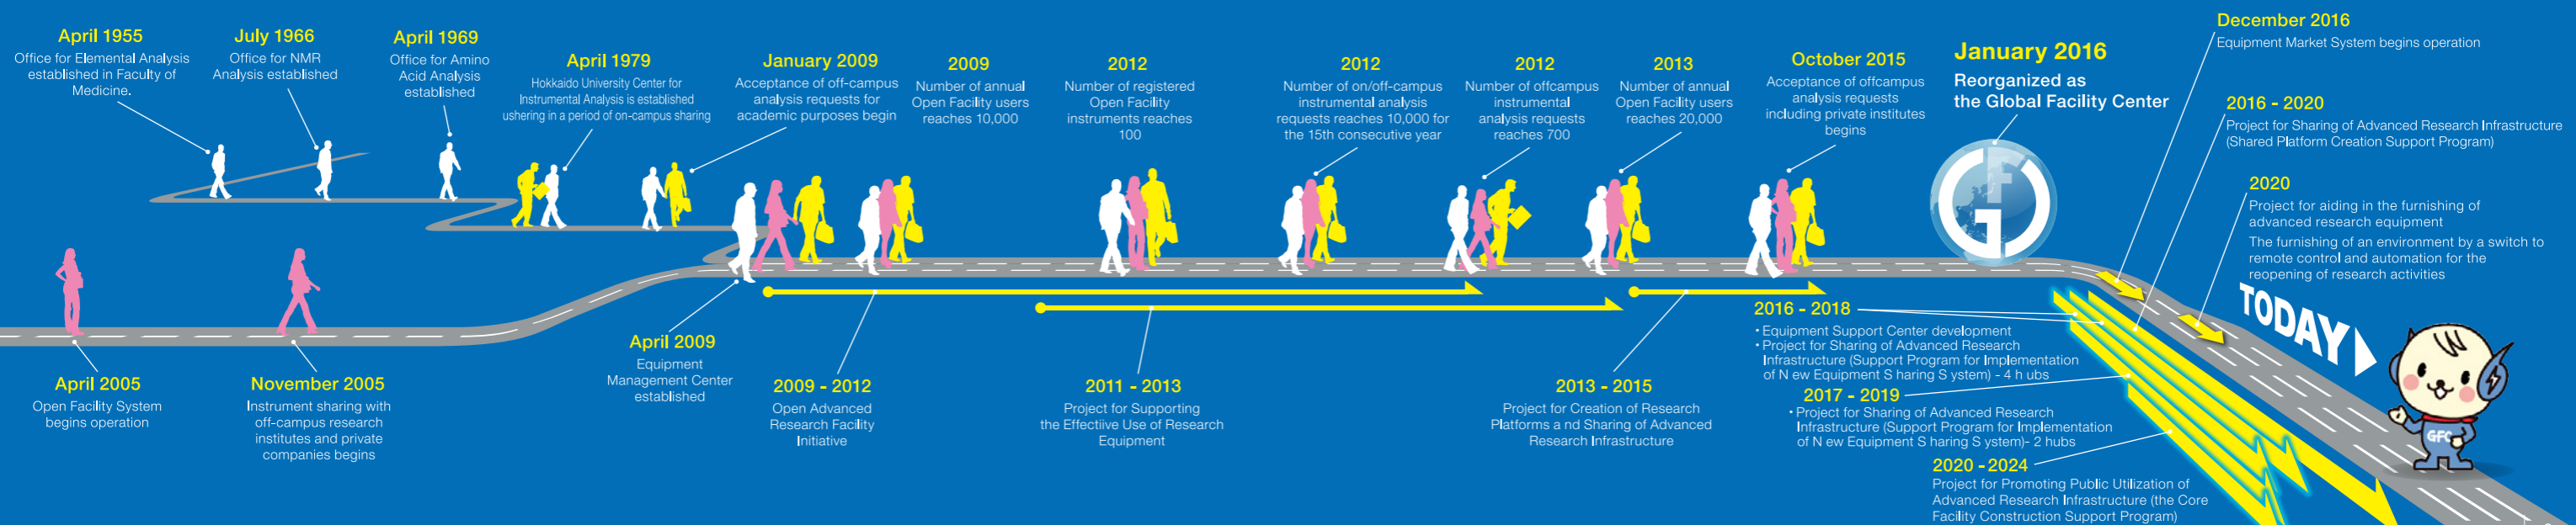 April 1955
Office for Elemental Analysis
established in Faculty of
Medicine.
July 1966
Office for NMR
Analysis established
April 1969
Office for Amino
Acid Analysis
established
April 1979
Hokkaido University Center for
Instrumental Analysis is established
ushering in a period of on-campus sharing
January 2009
Acceptance of off-campus
analysis requests for
academic purposes begin
2009
Number of annual
Open Facility users
reaches 10,000
2012
Number of registered
Open Facility
instruments reaches
100
2012
Number of on/off-campus
instrumental analysis
requests reaches 10,000 for
the 15th consecutive year
2012
Number of offcampus
instrumental
analysis requests
reaches 700
2013
Number of annual
Open Facility users
reaches 20,000
October 2015
Acceptance of offcampus
analysis requests
including private institutes
begins
January 2016
Reorganized as
the Global Facility Center
GFC
December 2016
Equipment Market System begins operation
2016 - 2020
Project for Sharing of Advanced Research Infrastructure
(Shared Platform Creation Support Program)
2020
Project for aiding in the furnishing of
advanced research equipment
The furnishing of an environment by a switch to
remote control and automation for the
reopening of research activities
TODAY
GFC
April 2005
Open Facility System
begins operation
November 2005
Instrument sharing with
off-campus research
institutes and private
companies begins
April 2009
Equipment
Management Center
established
2009 - 2012
Open Advanced
Research Facility
Initiative
2011 - 2013
Project for Supporting
the Effectiive Use of Research
Equipment
2013 - 2015
Project for Creation of Research
Platforms a nd Sharing of Advanced
Research Infrastructure
2016 - 2018
• Equipment Support Center development
• Project for Sharing of Advanced Research
Infrastructure (Support Program for Implementation
of N ew Equipment S haring S ystem) - 4 h ubs
2017 - 2019
• Project for Sharing of Advanced Research
Infrastructure (Support Program for Implementation
of N ew Equipment S haring S ystem)- 2 hubs
2020 - 2024
Project for Promoting Public Utilization of
Advanced Research Infrastructure (the Core
Facility Construction Support Program)